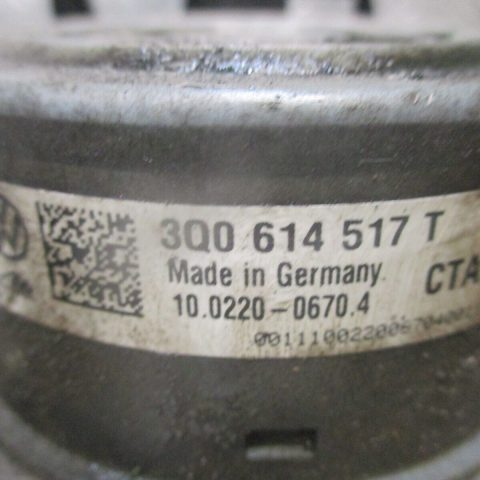 3Q0 614 517 T
Made in Germany
CTA
10.0220-0670.4